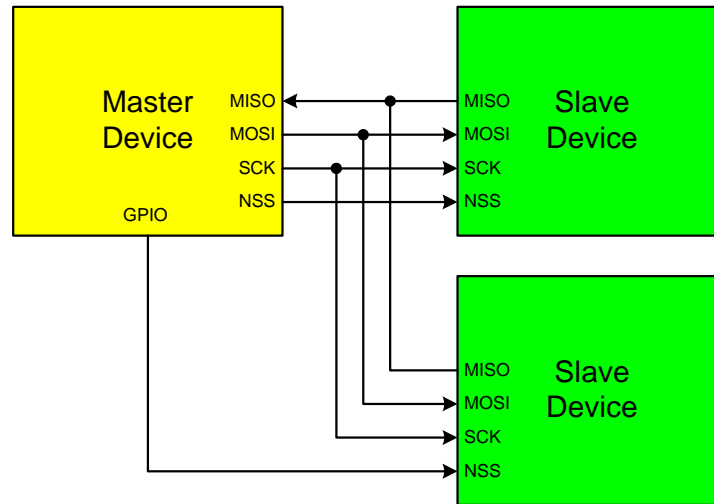 Master
Device
MISO
MOSI
SCK
NSS
GPIO
MISO
MOSI
SCK
NSS
Slave
Device
MISO
MOSI
SCK
NSS
Slave
Device